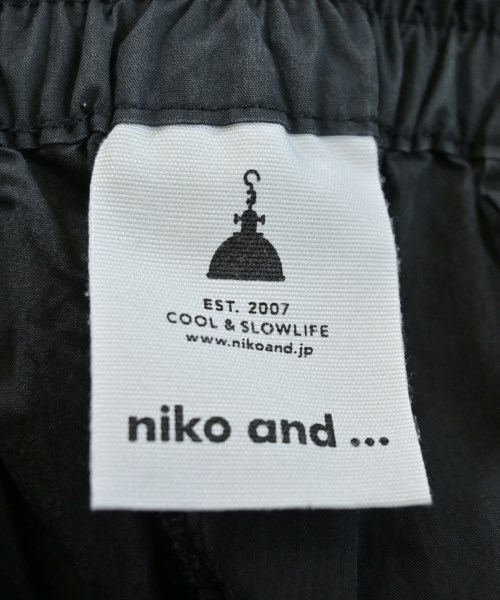 EST. 2007
COOL & SLOWLIFE
www.nikoand.jp
niko and ...